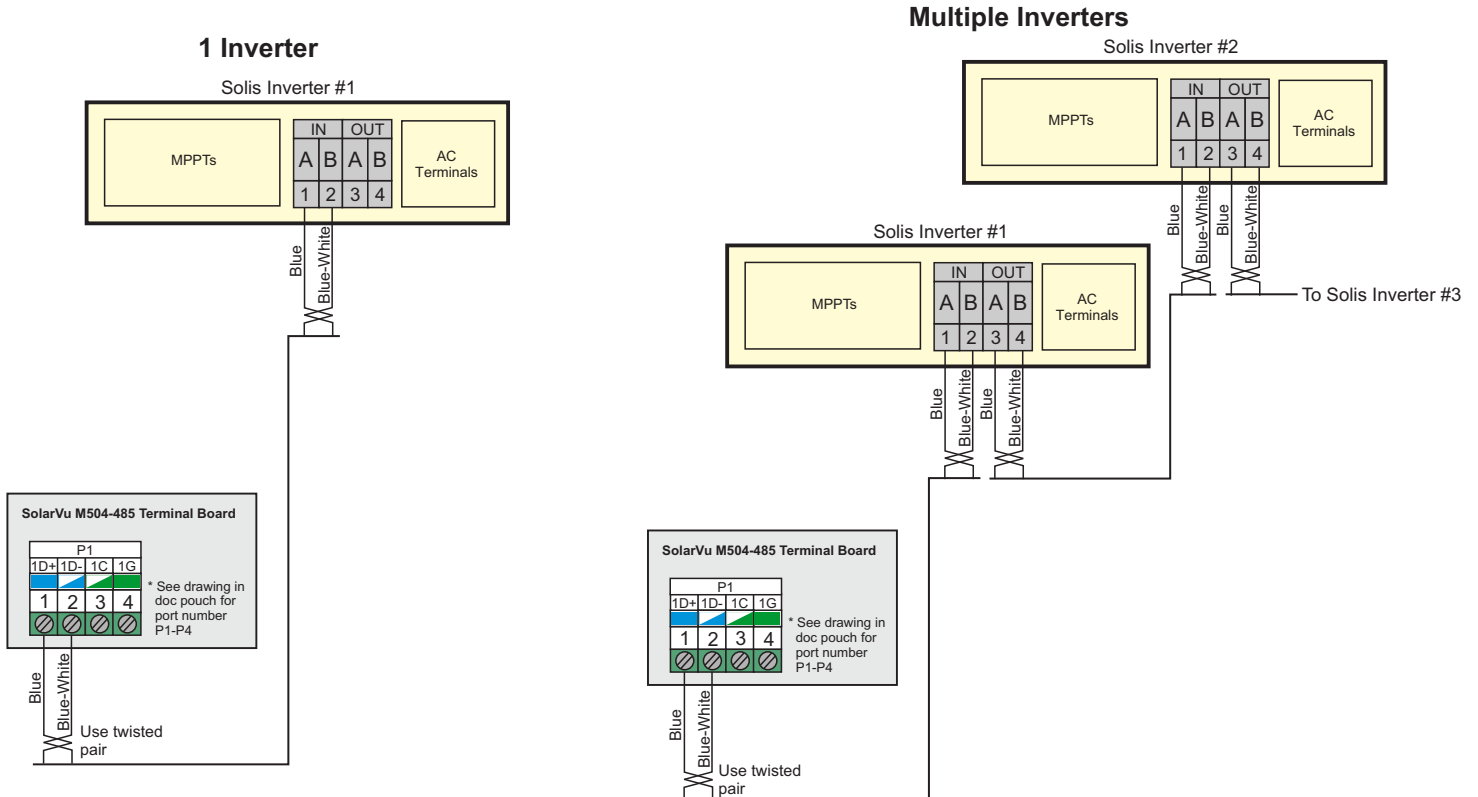 1 Inverter
Solis Inverter #1
MPPTs
IN OUT
A B A B
1 2 3 4
AC
Terminals
Blue
Blue-White
SolarVu M504-485 Terminal Board
P1
1D+ 1D- 1C 1G
1 2 3 4
* See drawing in
doc pouch for
port number
P1-P4
Blue
Blue-White
Use twisted
pair
Multiple Inverters
Solis Inverter #2
MPPTs
IN OUT
A B A B
1 2 3 4
AC
Terminals
Blue
Blue-White
Blue
Blue-White
To Solis Inverter #3
Solis Inverter #1
MPPTs
IN OUT
A B A B
1 2 3 4
AC
Terminals
Blue
Blue-White
Blue
Blue-White
SolarVu M504-485 Terminal Board
P1
1D+ 1D- 1C 1G
1 2 3 4
* See drawing in
doc pouch for
port number
P1-P4
Blue
Blue-White
Use twisted
pair